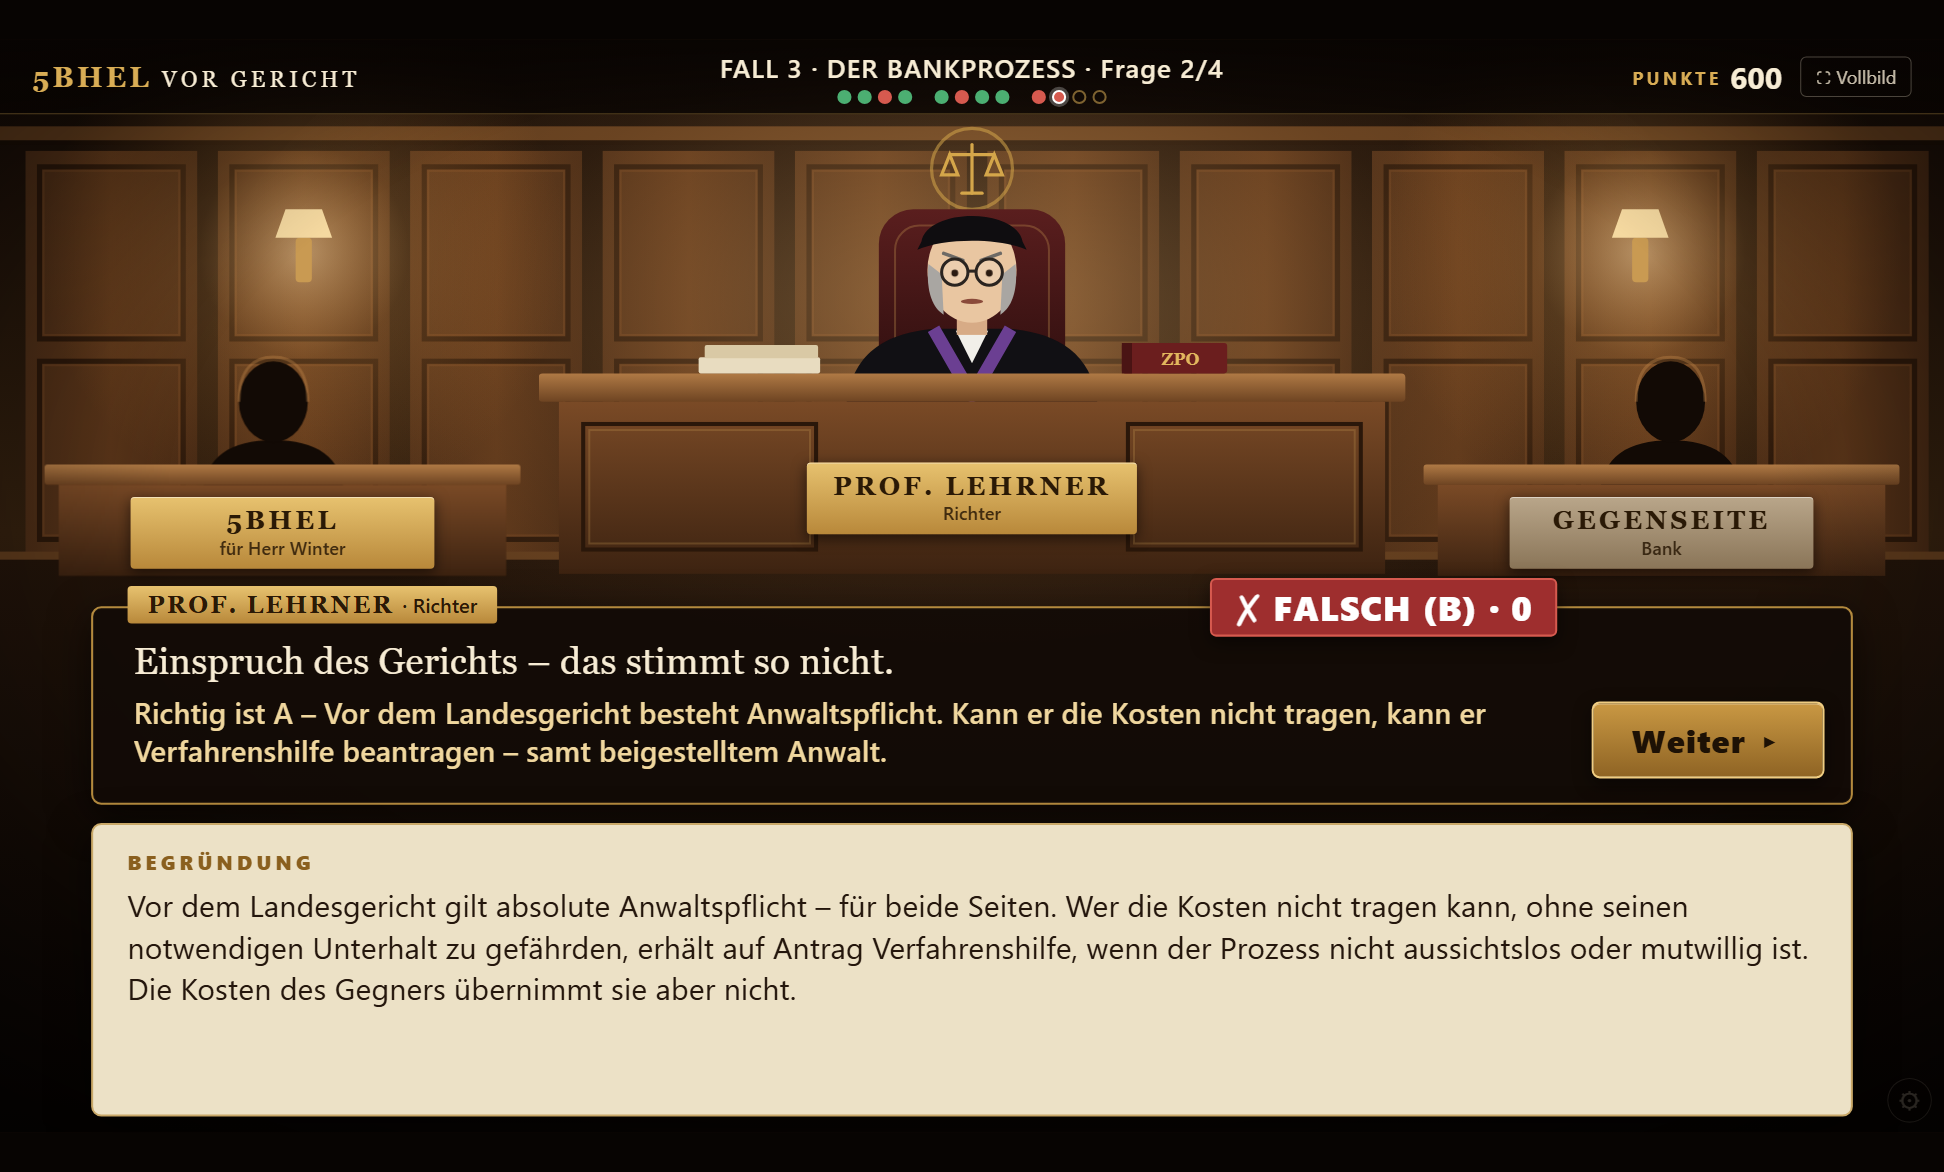 5BHEL VOR GERICHT
FALL 3 · DER BANKPROZESS · Frage 2/4
PUNKTE 600
Vollbild
ZPO
PROF. LEHRNER
Richter
5BHEL
für Herr Winter
GEGENSEITE
Bank
PROF. LEHRNER · Richter
✗ FALSCH (B) · 0
Einspruch des Gerichts – das stimmt so nicht.
Richtig ist A – Vor dem Landesgericht besteht Anwaltspflicht. Kann er die Kosten nicht tragen, kann er
Verfahrenshilfe beantragen – samt beigestelltem Anwalt.
Weiter ▸
BEGRÜNDUNG
Vor dem Landesgericht gilt absolute Anwaltspflicht – für beide Seiten. Wer die Kosten nicht tragen kann, ohne seinen
notwendigen Unterhalt zu gefährden, erhält auf Antrag Verfahrenshilfe, wenn der Prozess nicht aussichtslos oder mutwillig ist.
Die Kosten des Gegners übernimmt sie aber nicht.